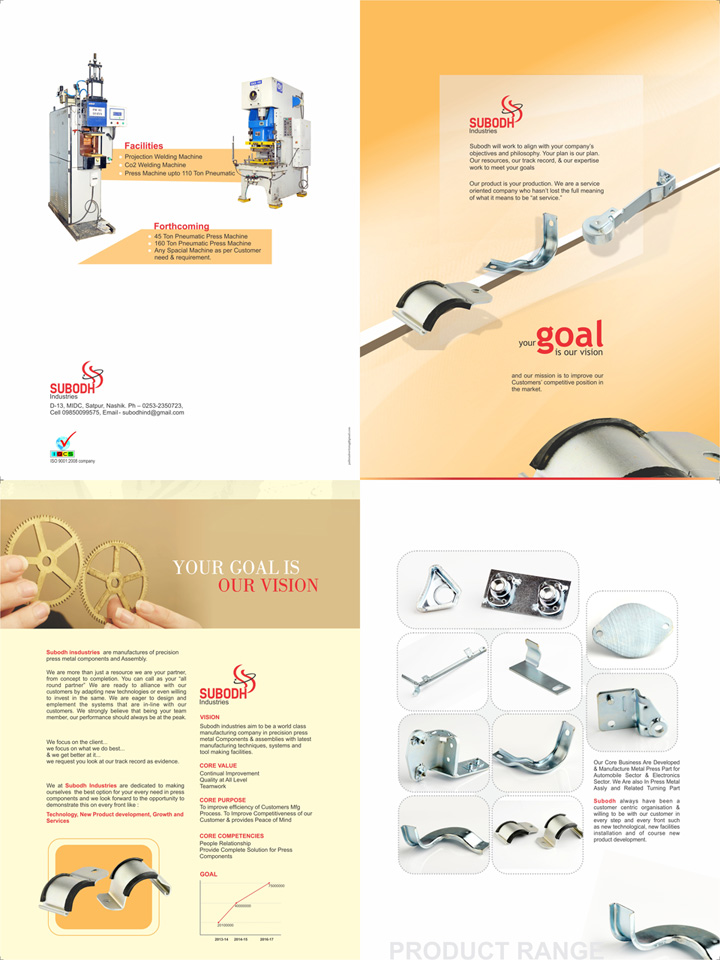 Facilities
Projection Welding Machine
Co2 Welding Machine
Press Machine upto 110 Ton Pneumatic
Forthcoming
45 Ton Pneumatic Press Machine
160 Ton Pneumatic Press Machine
Any Spacial Machine as per Customer
need & requirement.
SUBODH
Industries
D-13, MIDC, Satpur, Nashik. Ph – 0253-2350723,
Cell 09850099575, Email - subodhind@gmail.com
ISO 9001:2008 company
SUBODH
Industries
Subodh will work to align with your company's
objectives and philosophy. Your plan is our plan.
Our resources, our track record, & our expertise
work to meet your goals
Our product is your production. We are a service
oriented company who hasn't lost the full meaning
of what it means to be "at service."
your goal
is our vision
and our mission is to improve our
Customers' competitive position in
the market.
YOUR GOAL IS
OUR VISION
Subodh insdustries are manufactures of precision
press metal components and Assembly.
We are more than just a resource we are your partner,
from concept to completion. You can call as your "all
round partner" We are ready to alliance with our
customers by adapting new technologies or even willing
to invest in the same. We are eager to design and
emplement the systems that are in-line with our
customers. We strongly believe that being your team
member, our performance should always be at the peak.
We focus on the client...
we focus on what we do best...
& we get better at it...
we request you look at our track record as evidence.
We at Subodh Industries are dedicated to making
ourselves the best option for your every need in press
components and we look forward to the opportunity to
demonstrate this on every front like :
Technology, New Product development, Growth and
Services
SUBODH
Industries
VISION
Subodh industries aim to be a world class
manufacturing company in precision press
metal Components & assemblies with latest
manufacturing techniques, systems and
tool making facilities.
CORE VALUE
Continual Improvement
Quality at All Level
Teamwork
CORE PURPOSE
To improve efficiency of Customers Mfg
Process. To Improve Competitiveness of our
Customer & provides Peace of Mind
CORE COMPETENCIES
People Relationship
Provide Complete Solution for Press
Components
GOAL
2013-14 2014-15 2016-17
Our Core Business Are Developed
& Manufacture Metal Press Part for
Automobile Sector & Electronics
Sector. We Are also In Press Metal
Assly and Related Turning Part
Subodh always have been a
customer centric organisation &
willing to be with our customer in
every step and every front such
as new technological, new facilities
installation and of course new
product development.
PRODUCT RANGE